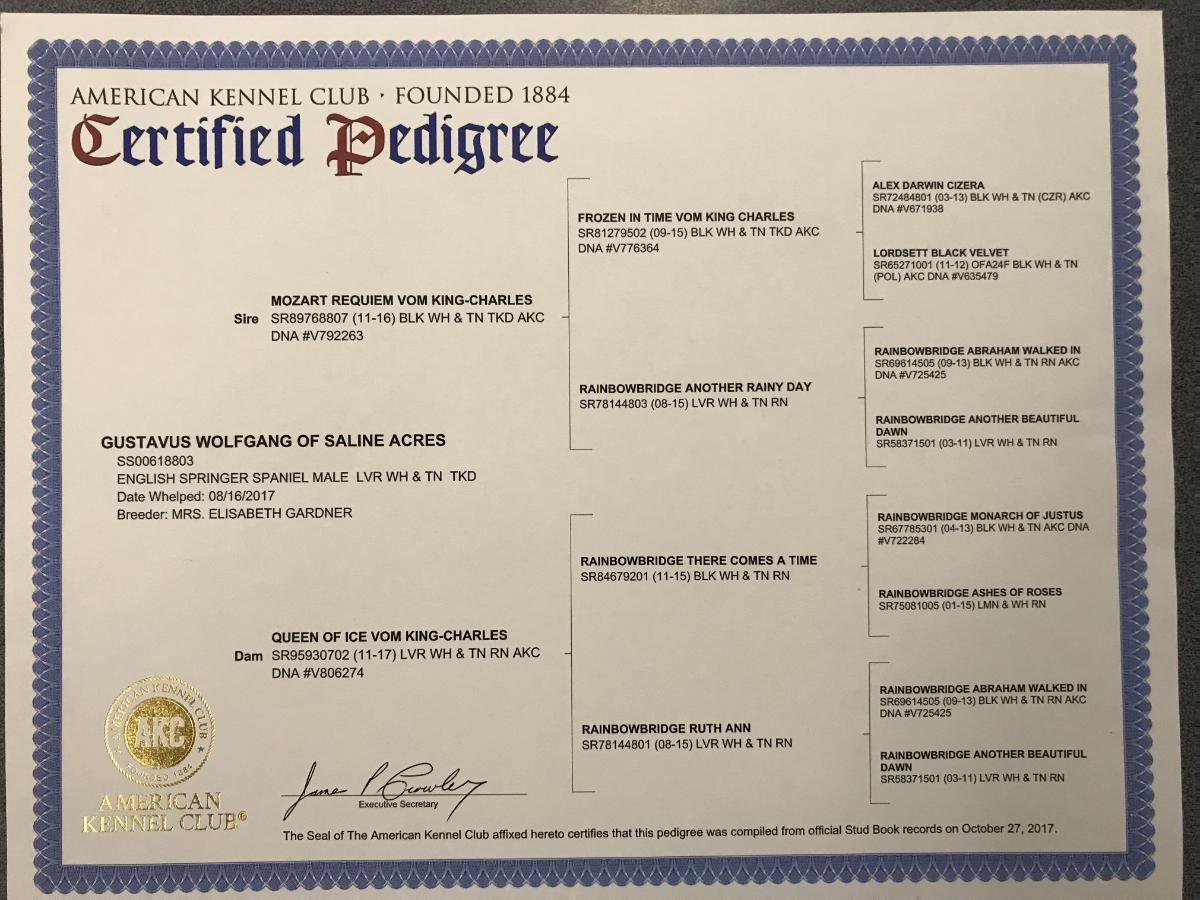 AMERICAN KENNEL CLUB · FOUNDED 1884
Certified Pedigree
ALEX DARWIN CIZERA
SR72484801 (03-13) BLK WH & TN (CZR) AKC
DNA #V671938
FROZEN IN TIME VOM KING CHARLES
SR81279502 (09-15) BLK WH & TN TKD AKC
DNA #V776364
LORDSETT BLACK VELVET
SR65271001 (11-12) OFA24F BLK WH & TN
(POL) AKC DNA #V635479
MOZART REQUIEM VOM KING-CHARLES
Sire SR89768807 (11-16) BLK WH & TN TKD AKC
DNA #V792263
RAINBOWBRIDGE ABRAHAM WALKED IN
SR69614505 (09-13) BLK WH & TN RN AKC
DNA #V725425
RAINBOWBRIDGE ANOTHER RAINY DAY
SR78144803 (08-15) LVR WH & TN RN
RAINBOWBRIDGE ANOTHER BEAUTIFUL
DAWN
SR58371501 (03-11) LVR WH & TN RN
GUSTAVUS WOLFGANG OF SALINE ACRES
SS00618803
ENGLISH SPRINGER SPANIEL MALE LVR WH & TN TKD
Date Whelped: 08/16/2017
Breeder: MRS. ELISABETH GARDNER
RAINBOWBRIDGE MONARCH OF JUSTUS
SR67785301 (04-13) BLK WH & TN AKC DNA
#V722284
RAINBOWBRIDGE THERE COMES A TIME
SR84679201 (11-15) BLK WH & TN RN
RAINBOWBRIDGE ASHES OF ROSES
SR75081005 (01-15) LMN & WH RN
QUEEN OF ICE VOM KING-CHARLES
Dam SR95930702 (11-17) LVR WH & TN RN AKC
DNA #V806274
RAINBOWBRIDGE ABRAHAM WALKED IN
SR69614505 (09-13) BLK WH & TN RN AKC
DNA #V725425
RAINBOWBRIDGE RUTH ANN
SR78144801 (08-15) LVR WH & TN RN
RAINBOWBRIDGE ANOTHER BEAUTIFUL
DAWN
SR58371501 (03-11) LVR WH & TN RN
AMERICAN KENNEL CLUB
AKC
FOUNDED 1884
AMERICAN
KENNEL CLUB®
James P Crowley
Executive Secretary
The Seal of The American Kennel Club affixed hereto certifies that this pedigree was compiled from official Stud Book records on October 27, 2017.